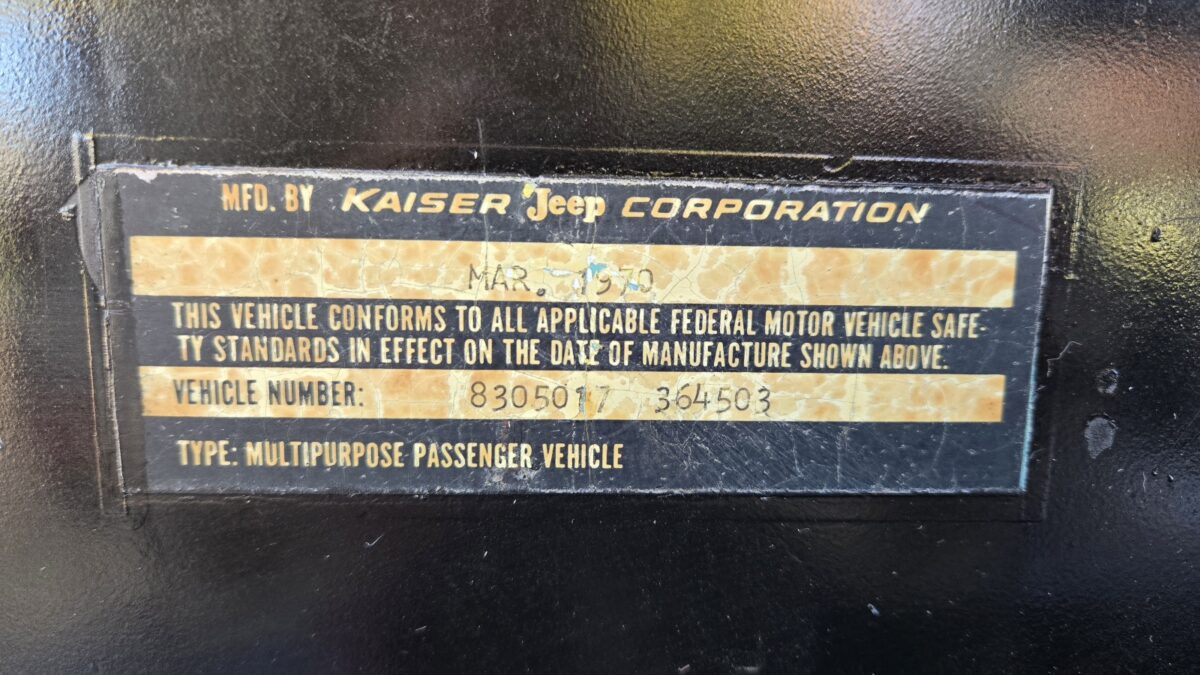 MFD. BY KAISER "Jeep" CORPORATION
MAR. 1970
THIS VEHICLE CONFORMS TO ALL APPLICABLE FEDERAL MOTOR VEHICLE SAFE-
TY STANDARDS IN EFFECT ON THE DATE OF MANUFACTURE SHOWN ABOVE.
VEHICLE NUMBER: 8305017 364503
TYPE: MULTIPURPOSE PASSENGER VEHICLE